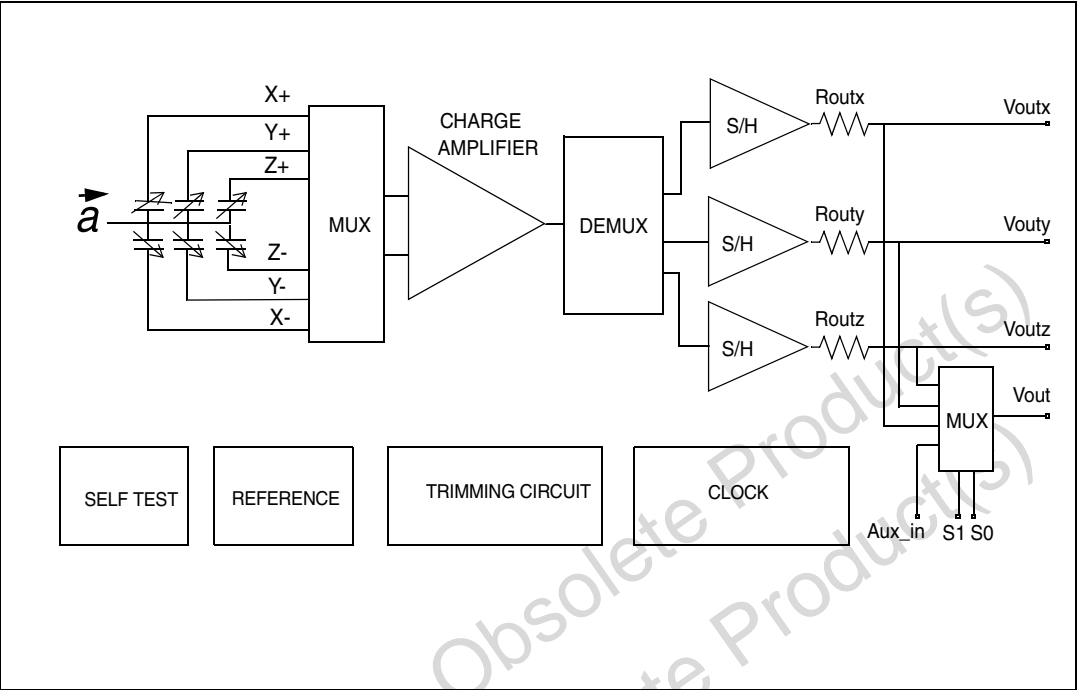 X+
Y+
Z+
a
Z-
Y-
X-
MUX
CHARGE
AMPLIFIER
DEMUX
S/H
Routx
Voutx
S/H
Routy
Vouty
S/H
Routz
Voutz
MUX
Vout
Aux_in
S1 S0
SELF TEST
REFERENCE
TRIMMING CIRCUIT
CLOCK
Obsolete Product(s)
ete Product(s)